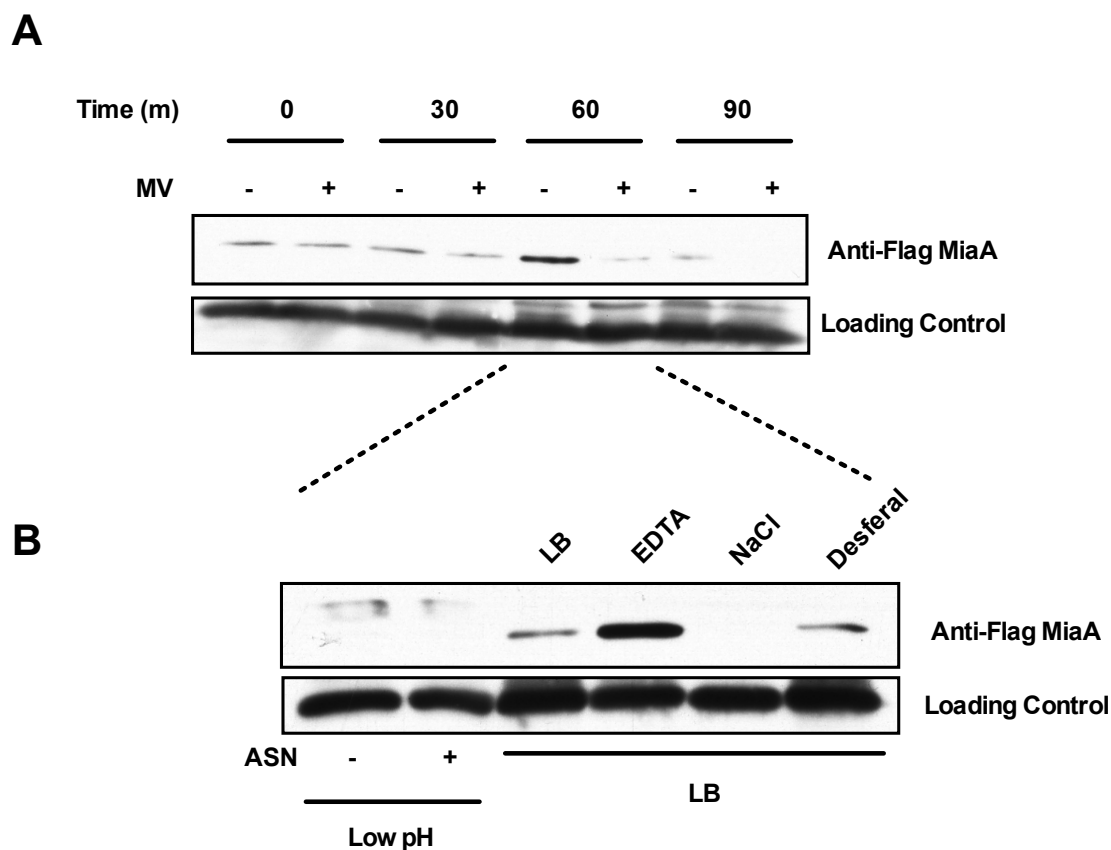 A
Time (m) 0 30 60 90
MV - + - + - + - +
Anti-Flag MiaA
Loading Control
B
LB EDTA NaCl Desferal
Anti-Flag MiaA
Loading Control
ASN - +
LB
Low pH